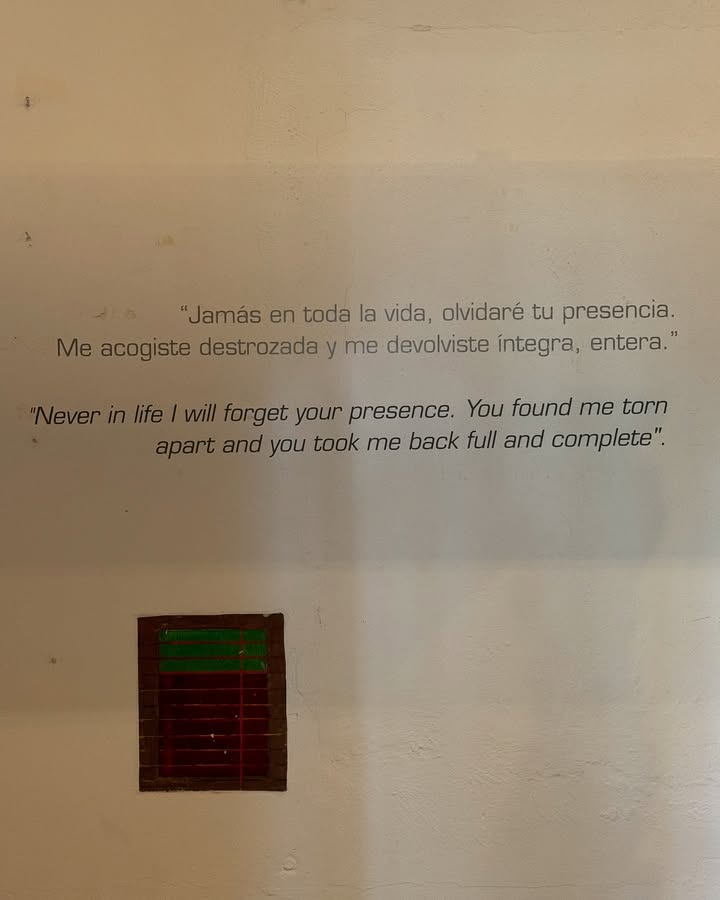 “Jamás en toda la vida, olvidaré tu presencia.
Me acogiste destrozada y me devolviste íntegra, entera.”
"Never in life I will forget your presence. You found me torn
apart and you took me back full and complete".